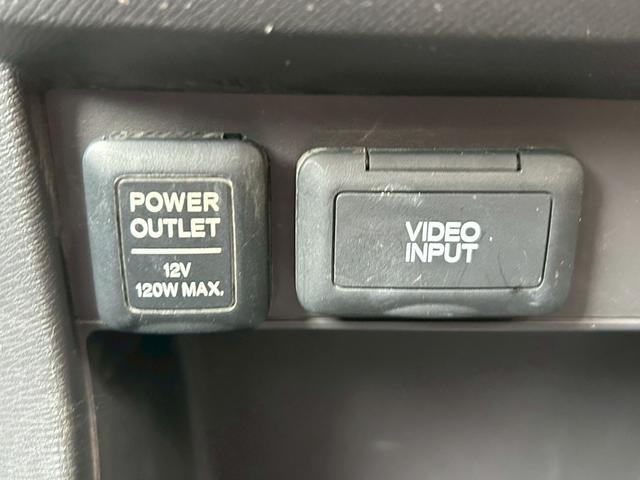 POWER
OUTLET
12V
120W MAX.
VIDEO
INPUT